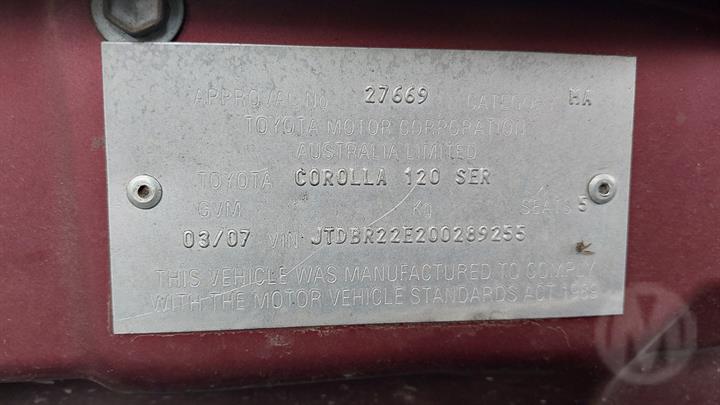 APPROVAL NO. 27669 CATEGORY MA
TOYOTA MOTOR CORPORATION
AUSTRALIA LIMITED
TOYOTA COROLLA 120 SER
GVM Kg SEATS 5
03/07 VIN JTDBR22E200289255
THIS VEHICLE WAS MANUFACTURED TO COMPLY
WITH THE MOTOR VEHICLE STANDARDS ACT 1989
M